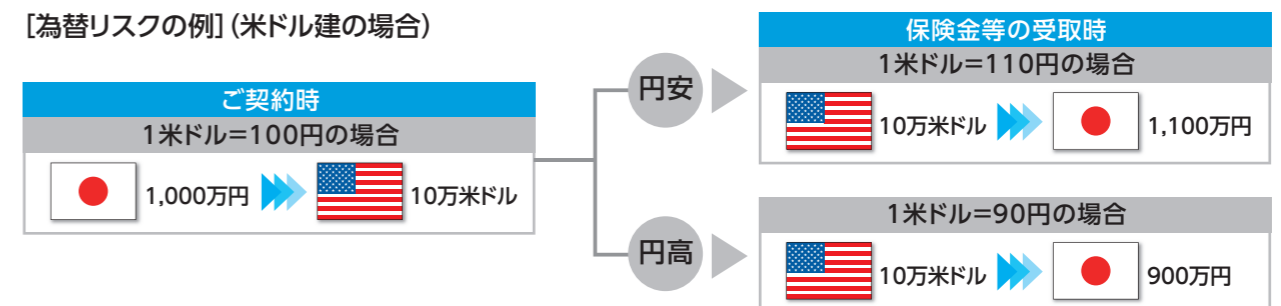 [為替リスクの例](米ドル建の場合)
ご契約時
1米ドル=100円の場合
1,000万円
10万米ドル
円安
保険金等の受取時
1米ドル=110円の場合
10万米ドル
1,100万円
円高
1米ドル=90円の場合
10万米ドル
900万円